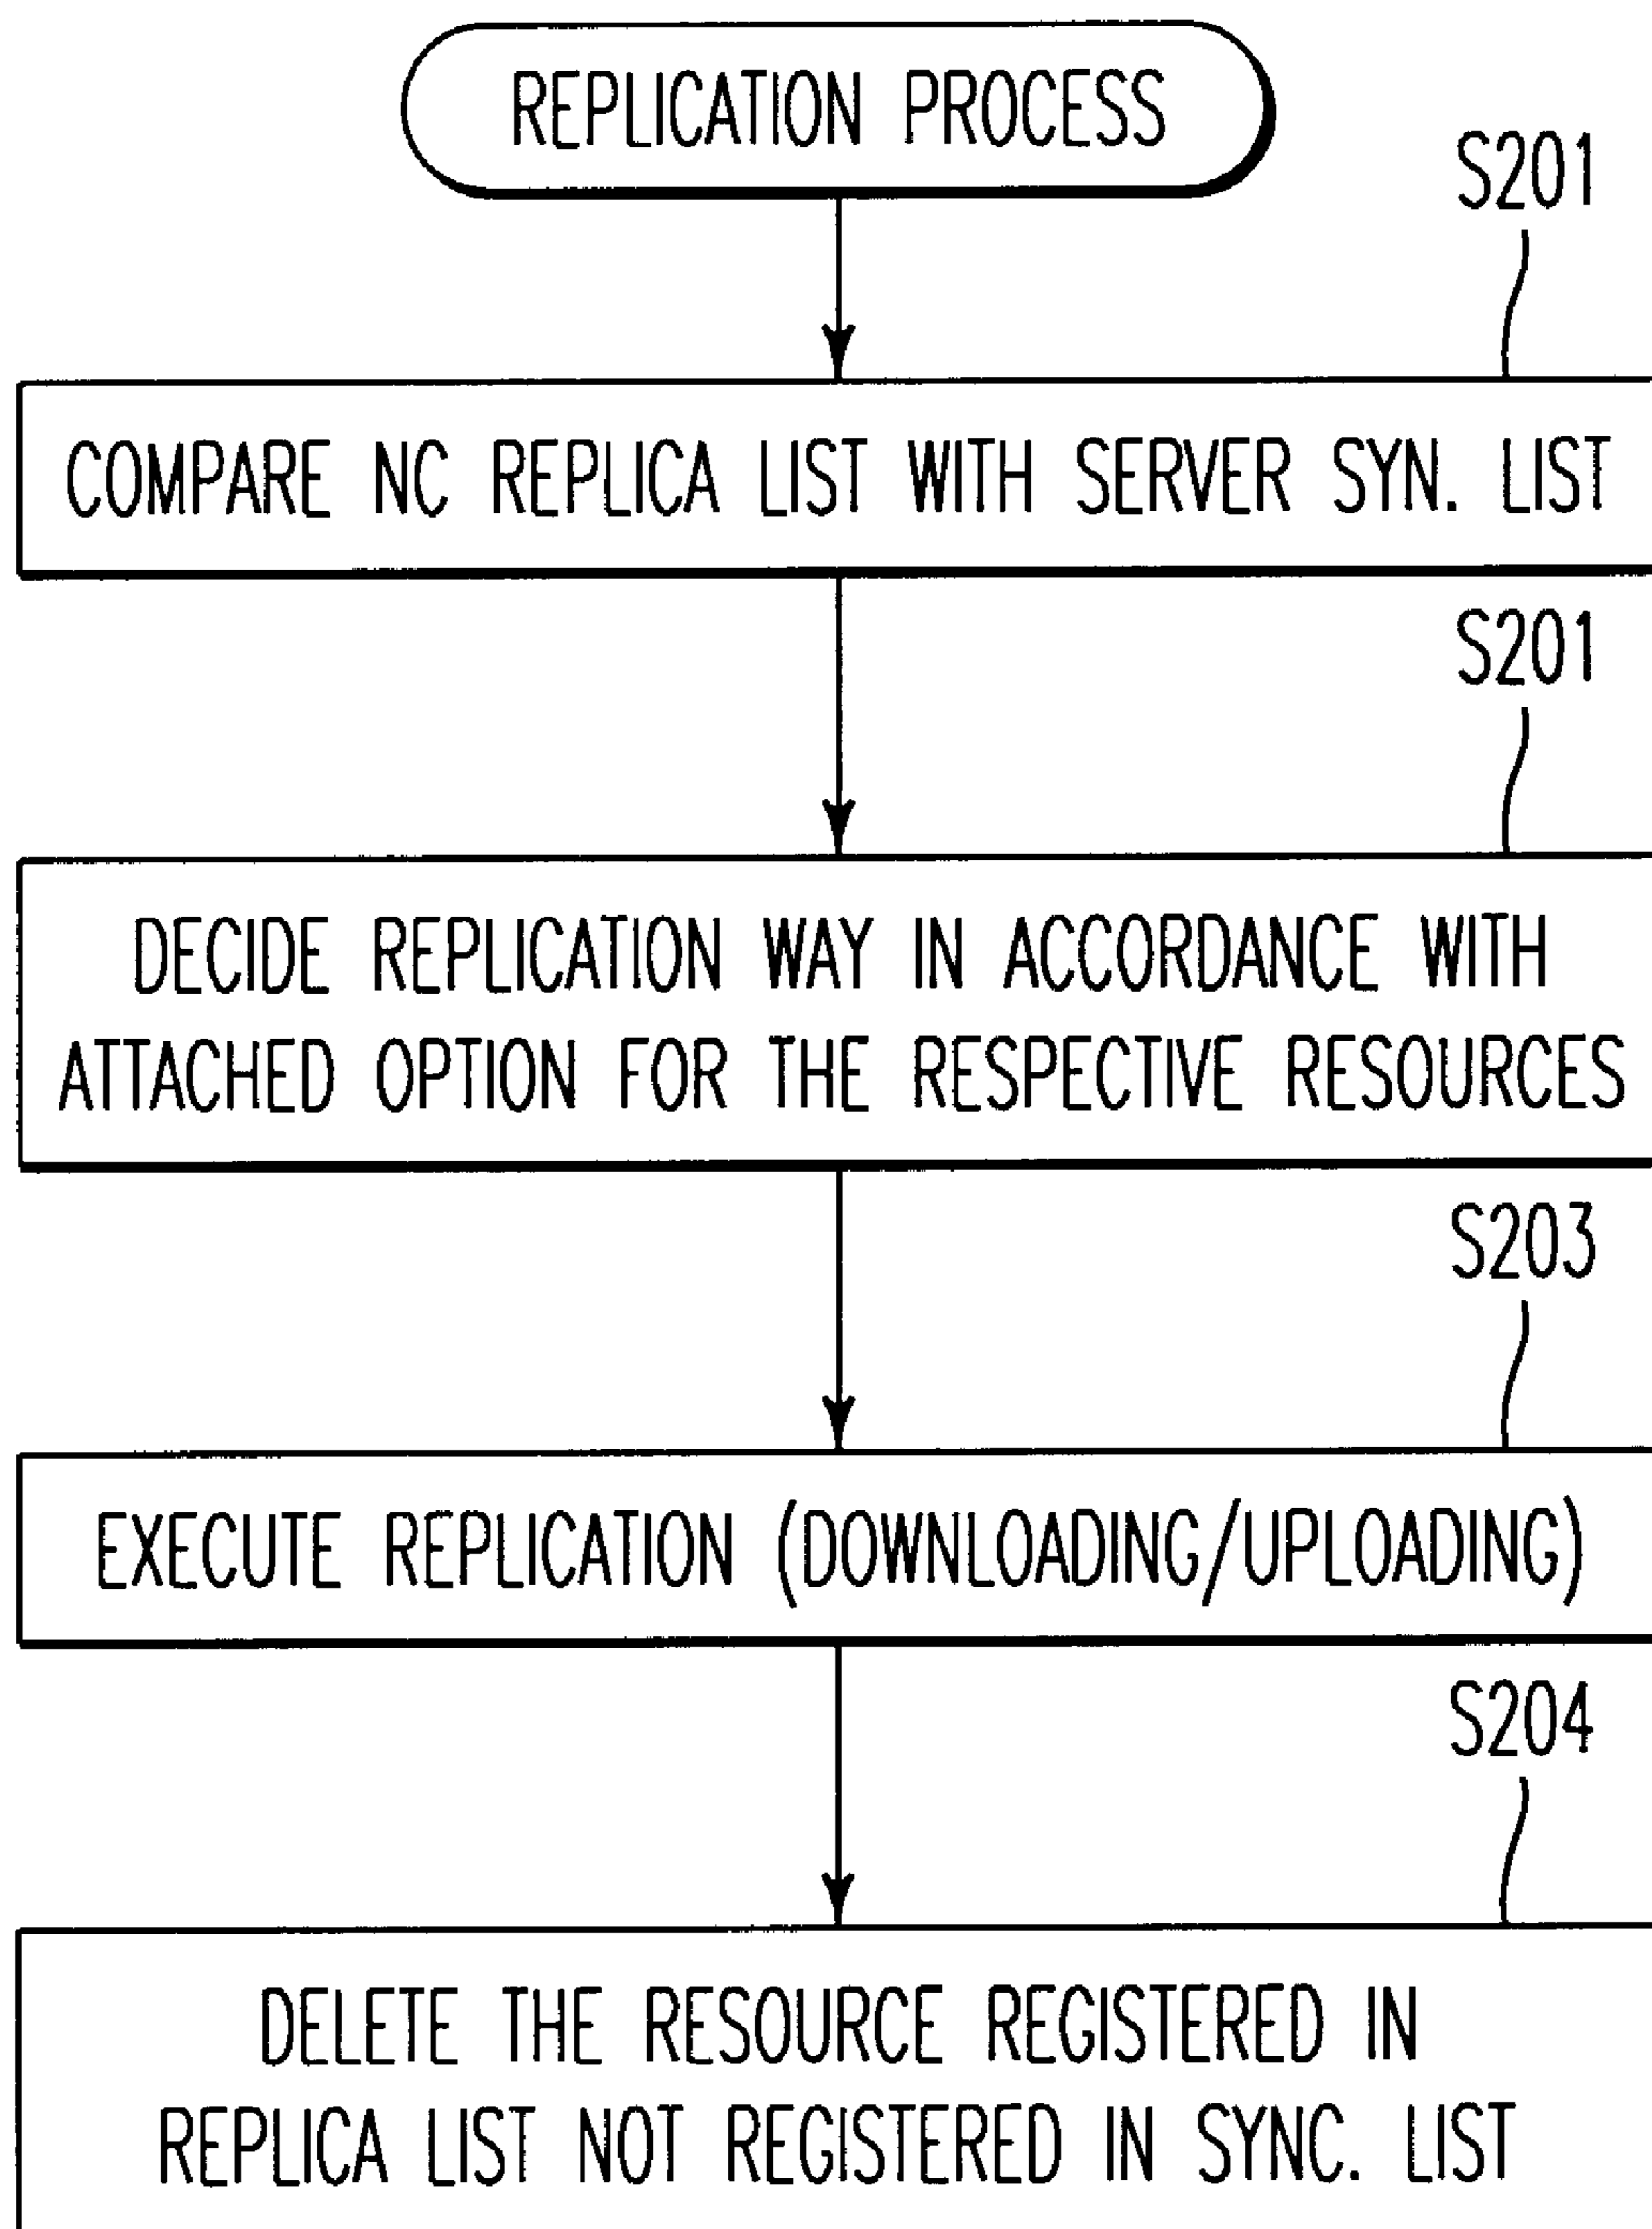 REPLICATION PROCESS
S201
COMPARE NC REPLICA LIST WITH SERVER SYN. LIST
S201
DECIDE REPLICATION WAY IN ACCORDANCE WITH
ATTACHED OPTION FOR THE RESPECTIVE RESOURCES
S203
EXECUTE REPLICATION (DOWNLOADING/UPLOADING)
S204
DELETE THE RESOURCE REGISTERED IN
REPLICA LIST NOT REGISTERED IN SYNC. LIST